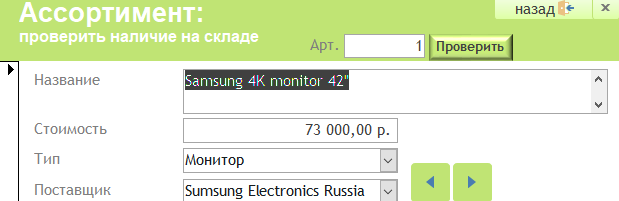 Ассортимент:
назад
проверить наличие на складе
Арт. 1 Проверить
Название Samsung 4K monitor 42"
Стоимость 73 000,00 р.
Тип Монитор
Поставщик Sumsung Electronics Russia